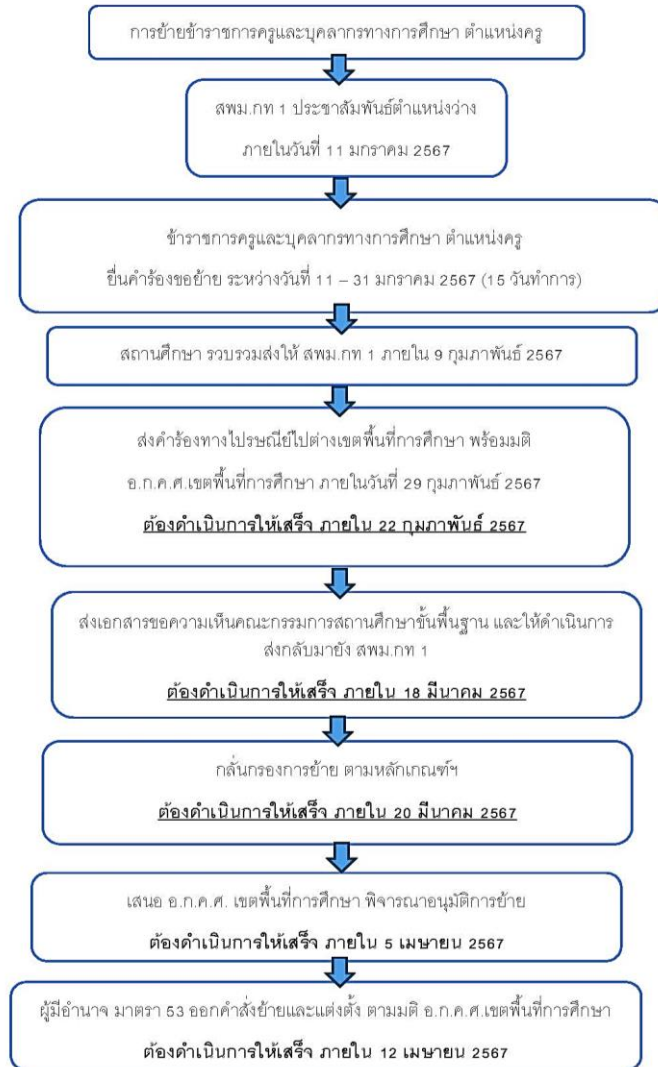 การย้ายข้าราชการครูและบุคลากรทางการศึกษา ตำแหน่งครู
สพม.กท 1 ประชาสัมพันธ์ตำแหน่งว่าง
ภายในวันที่ 11 มกราคม 2567
ข้าราชการครูและบุคลากรทางการศึกษา ตำแหน่งครู
ยื่นคำร้องขอย้าย ระหว่างวันที่ 11 – 31 มกราคม 2567 (15 วันทำการ)
สถานศึกษา รวบรวมส่งให้ สพม.กท 1 ภายใน 9 กุมภาพันธ์ 2567
ส่งคำร้องทางไปรษณีย์ไปต่างเขตพื้นที่การศึกษา พร้อมมติ
อ.ก.ค.ศ.เขตพื้นที่การศึกษา ภายในวันที่ 29 กุมภาพันธ์ 2567
ต้องดำเนินการให้เสร็จ ภายใน 22 กุมภาพันธ์ 2567
ส่งเอกสารขอความเห็นคณะกรรมการสถานศึกษาขั้นพื้นฐาน และให้ดำเนินการ
ส่งกลับมายัง สพม.กท 1
ต้องดำเนินการให้เสร็จ ภายใน 18 มีนาคม 2567
กลั่นกรองการย้าย ตามหลักเกณฑ์ฯ
ต้องดำเนินการให้เสร็จ ภายใน 20 มีนาคม 2567
เสนอ อ.ก.ค.ศ. เขตพื้นที่การศึกษา พิจารณาอนุมัติการย้าย
ต้องดำเนินการให้เสร็จ ภายใน 5 เมษายน 2567
ผู้มีอำนาจ มาตรา 53 ออกคำสั่งย้ายและแต่งตั้ง ตามมติ อ.ก.ค.ศ.เขตพื้นที่การศึกษา
ต้องดำเนินการให้เสร็จ ภายใน 12 เมษายน 2567